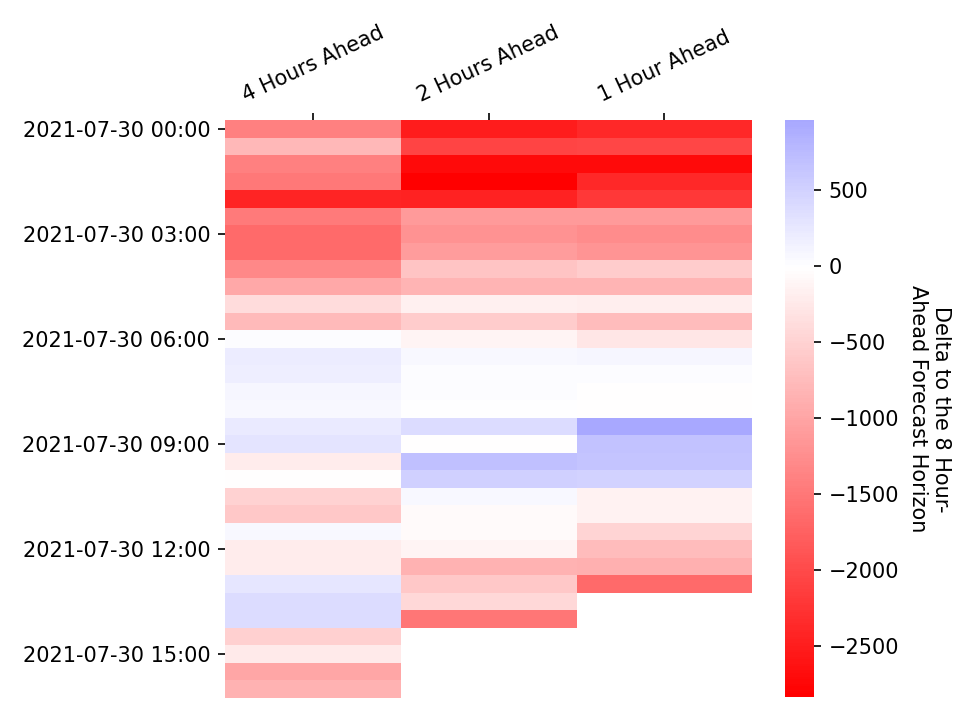 4 Hours Ahead
2 Hours Ahead
1 Hour Ahead
2021-07-30 00:00
2021-07-30 03:00
2021-07-30 06:00
2021-07-30 09:00
2021-07-30 12:00
2021-07-30 15:00
500
0
−500
−1000
−1500
−2000
−2500
Delta to the 8 Hour-
Ahead Forecast Horizon